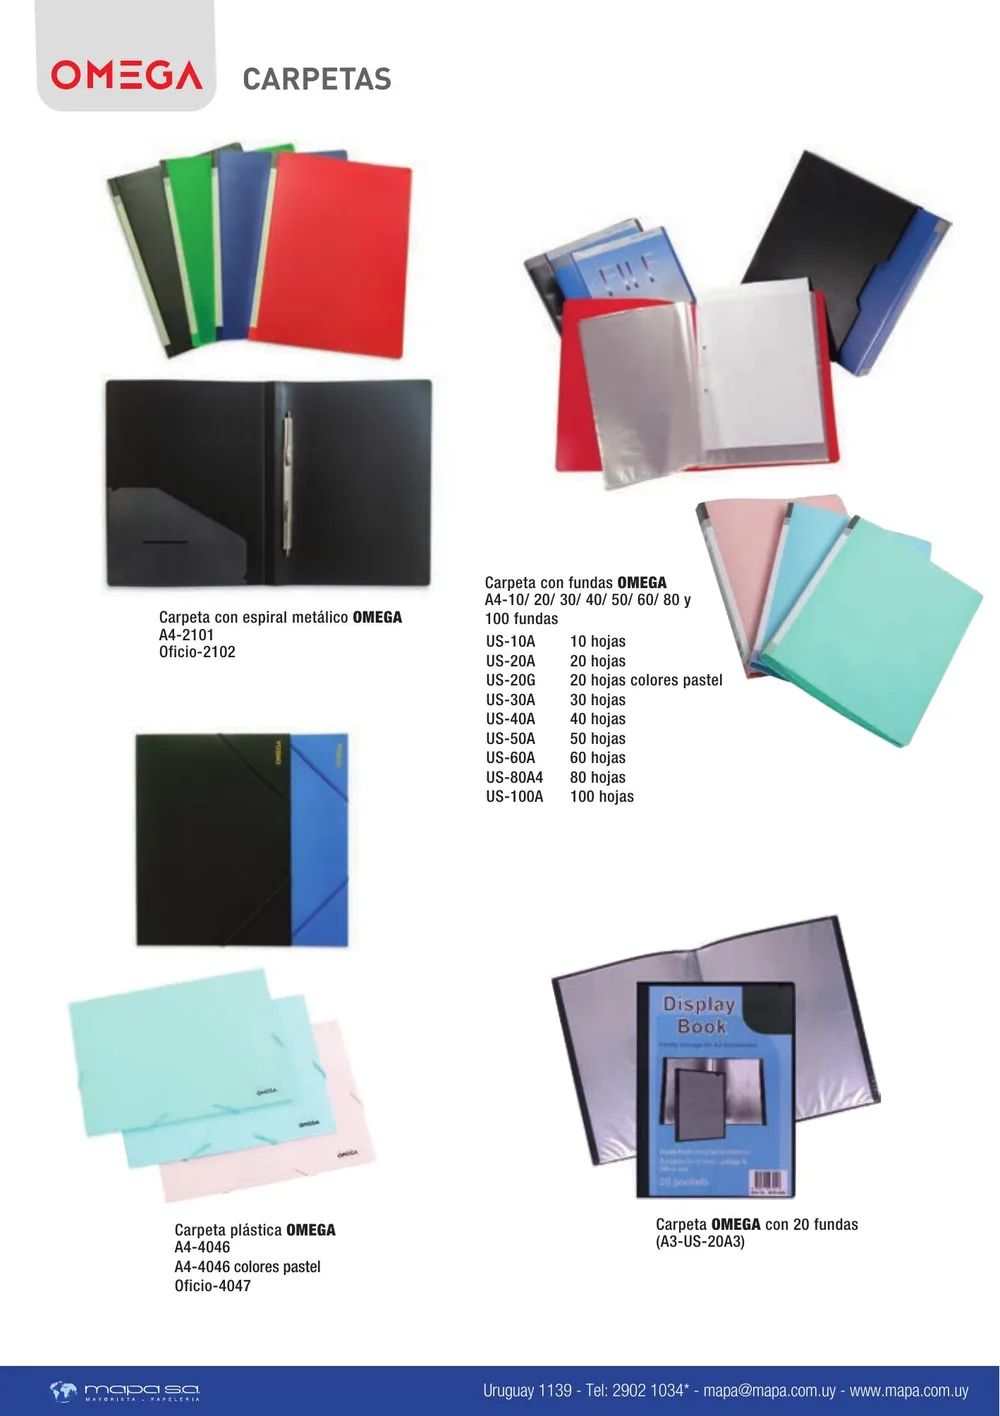 OMEGA
CARPETAS
Carpeta con espiral metálico OMEGA
A4-2101
Oficio-2102
Carpeta con fundas OMEGA
A4-10/ 20/ 30/ 40/ 50/ 60/ 80 y
100 fundas
US-10A 10 hojas
US-20A 20 hojas
US-20G 20 hojas colores pastel
US-30A 30 hojas
US-40A 40 hojas
US-50A 50 hojas
US-60A 60 hojas
US-80A4 80 hojas
US-100A 100 hojas
OMEGA
OMEGA
OMEGA
OMEGA
OMEGA
Carpeta plástica OMEGA
A4-4046
A4-4046 colores pastel
Oficio-4047
Display
Book
20 pockets
Carpeta OMEGA con 20 fundas
(A3-US-20A3)
mapa s.a.
MAYORISTA - PAPELERIA
Uruguay 1139 - Tel: 2902 1034* - mapa@mapa.com.uy - www.mapa.com.uy